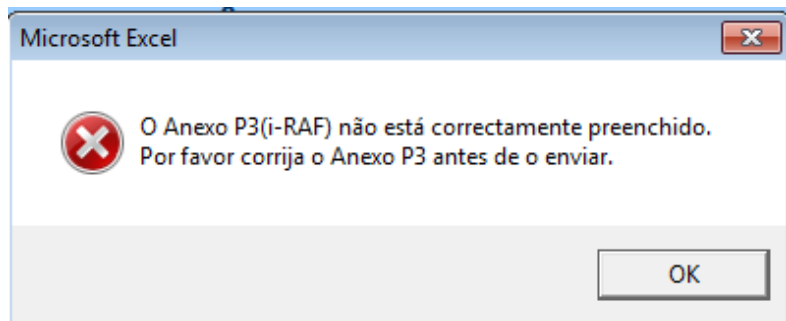 Microsoft Excel
O Anexo P3(i-RAF) não está correctamente preenchido.
Por favor corrija o Anexo P3 antes de o enviar.
OK